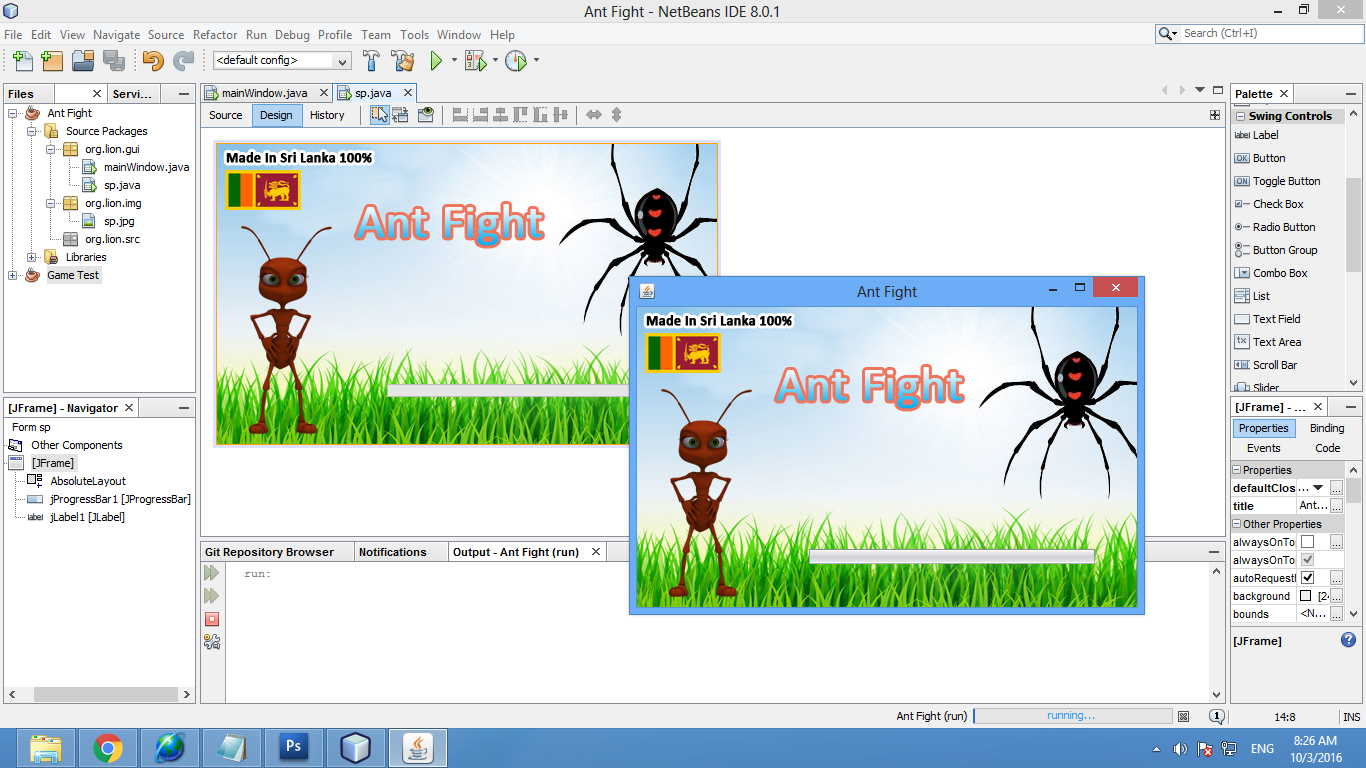 Ant Fight - NetBeans IDE 8.0.1
File Edit View Navigate Source Refactor Run Debug Profile Team Tools Window Help
Search (Ctrl+I)
<default config>
Files
Servi...
Ant Fight
Source Packages
org.lion.gui
mainWindow.java
sp.java
org.lion.img
sp.jpg
org.lion.src
Libraries
Game Test
[JFrame] - Navigator
Form sp
Other Components
[JFrame]
AbsoluteLayout
jProgressBar1 [JProgressBar]
jLabel1 [JLabel]
mainWindow.java
sp.java
Source Design History
Made In Sri Lanka 100%
Ant Fight
Ant Fight
Made In Sri Lanka 100%
Ant Fight
Git Repository Browser
Notifications
Output - Ant Fight (run)
run:
Palette
Swing Controls
Label
OK Button
ON Toggle Button
Check Box
Radio Button
Button Group
Combo Box
List
Text Field
Text Area
Scroll Bar
Slider
[JFrame] - ...
Properties Binding
Events Code
Properties
defaultClos...
title Ant...
Other Properties
alwaysOnTo
alwaysOnTo
autoRequest
background [24
bounds <N...
[JFrame]
Ant Fight (run)
running...
1
14:8
INS
Ps
ENG
8:26 AM
10/3/2016